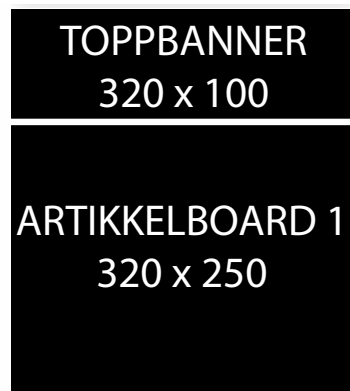 TOPPBANNER
320 x 100
ARTIKKELBOARD 1
320 x 250